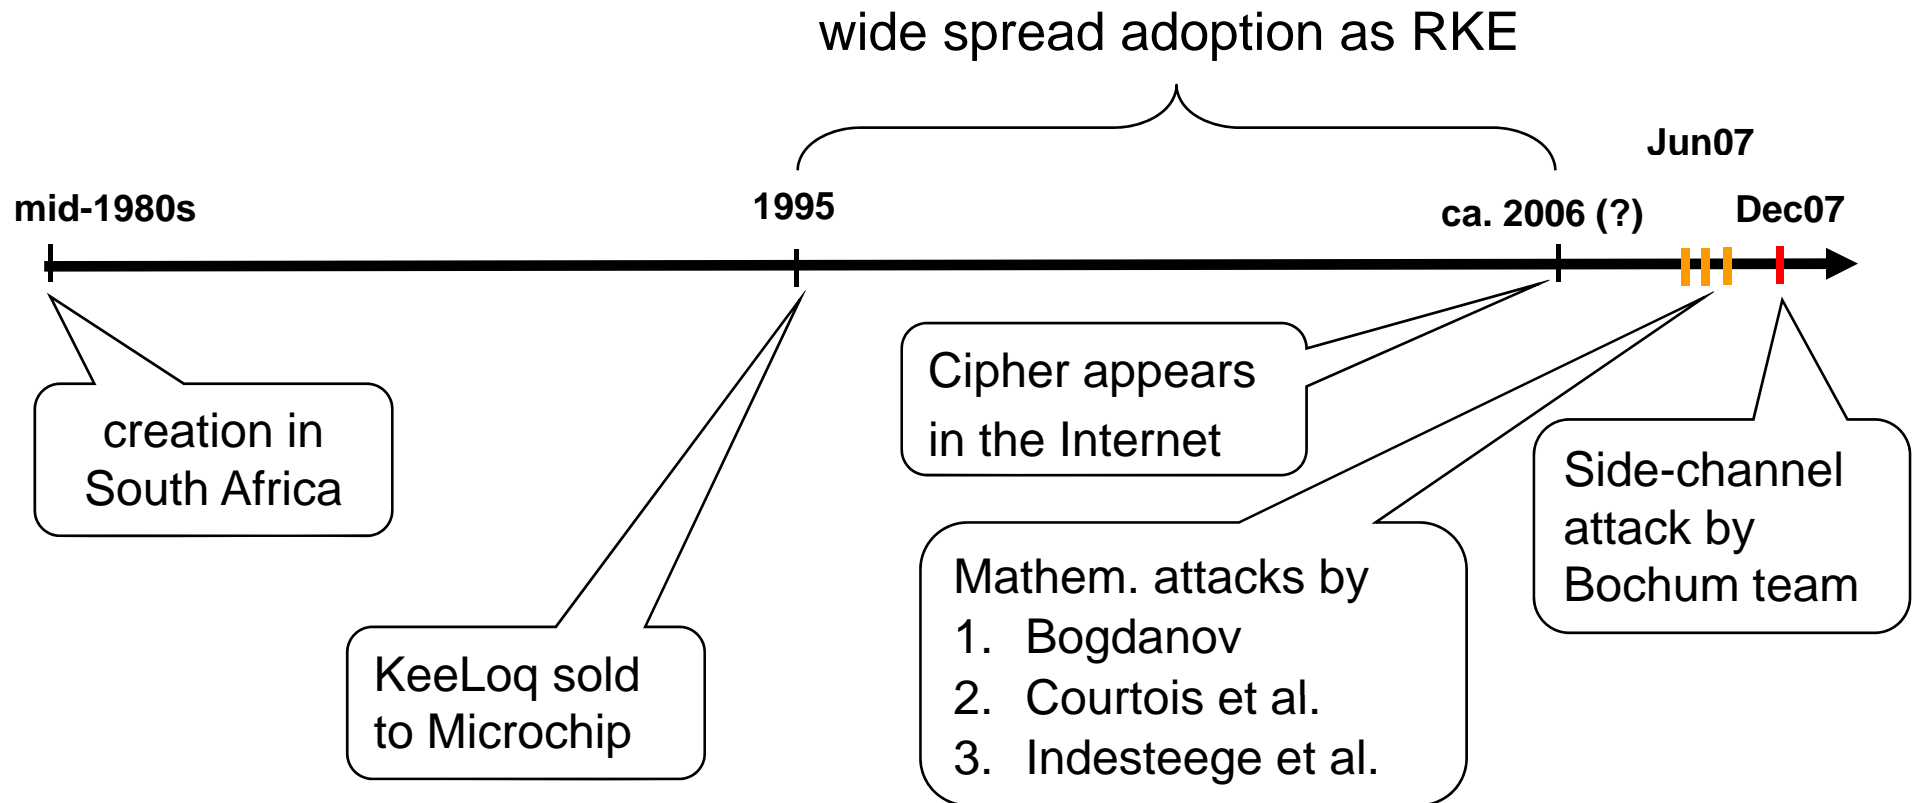 wide spread adoption as RKE
Jun07
mid-1980s
1995
ca. 2006 (?)
Dec07
creation in
South Africa
KeeLoq sold
to Microchip
Cipher appears
in the Internet
Mathem. attacks by
1. Bogdanov
2. Courtois et al.
3. Indesteege et al.
Side-channel
attack by
Bochum team